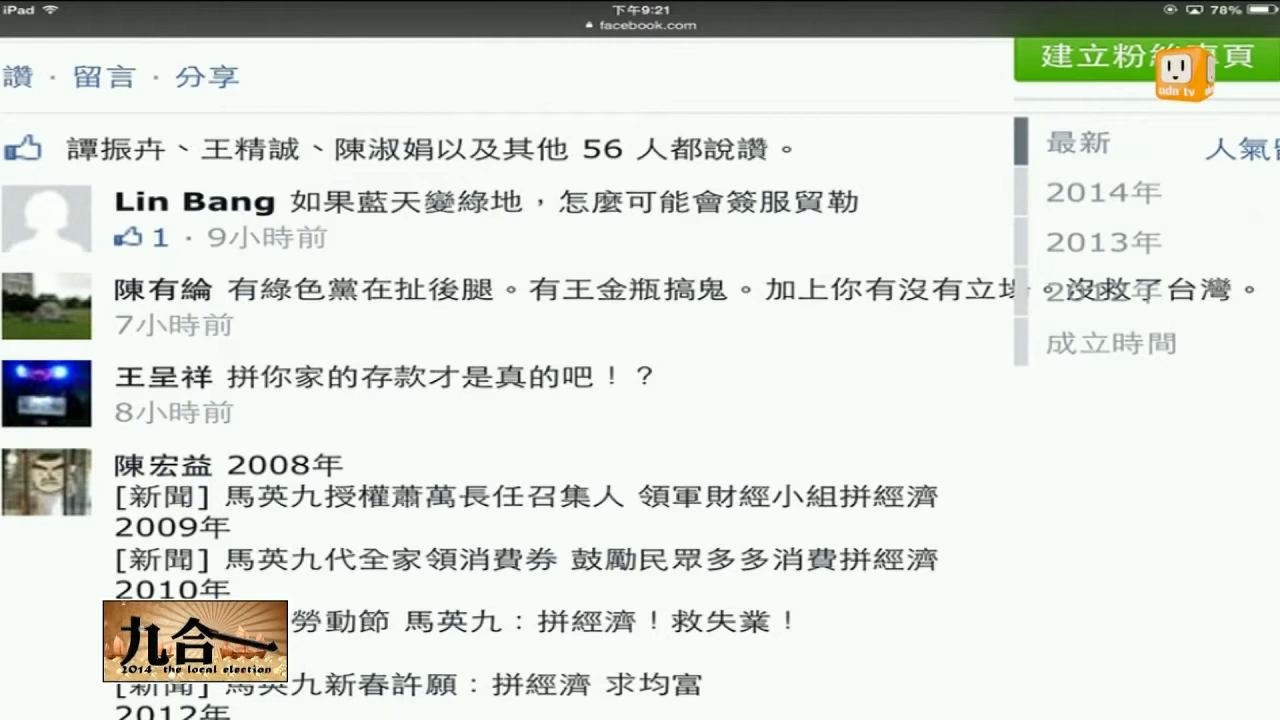 iPad 下午9:21 78%
facebook.com
建立粉絲專頁
udn tv
讚 · 留言 · 分享
譚振卉、王精誠、陳淑娟以及其他 56 人都說讚。
最新
人氣
2014年
2013年
成立時間
Lin Bang 如果藍天變綠地，怎麼可能會簽服貿勒
1 · 9小時前
陳有綸 有綠色黨在扯後腿。有王金瓶搞鬼。加上你有沒有立場。沒救了台灣。
7小時前
王呈祥 拼你家的存款才是真的吧！？
8小時前
陳宏益 2008年
[新聞] 馬英九授權蕭萬長任召集人 領軍財經小組拼經濟
2009年
[新聞] 馬英九代全家領消費券 鼓勵民眾多多消費拼經濟
2010年
勞動節 馬英九：拼經濟！救失業！
[新聞] 馬英九新春許願：拼經濟 求均富
2012年
九合一
2014 the local election